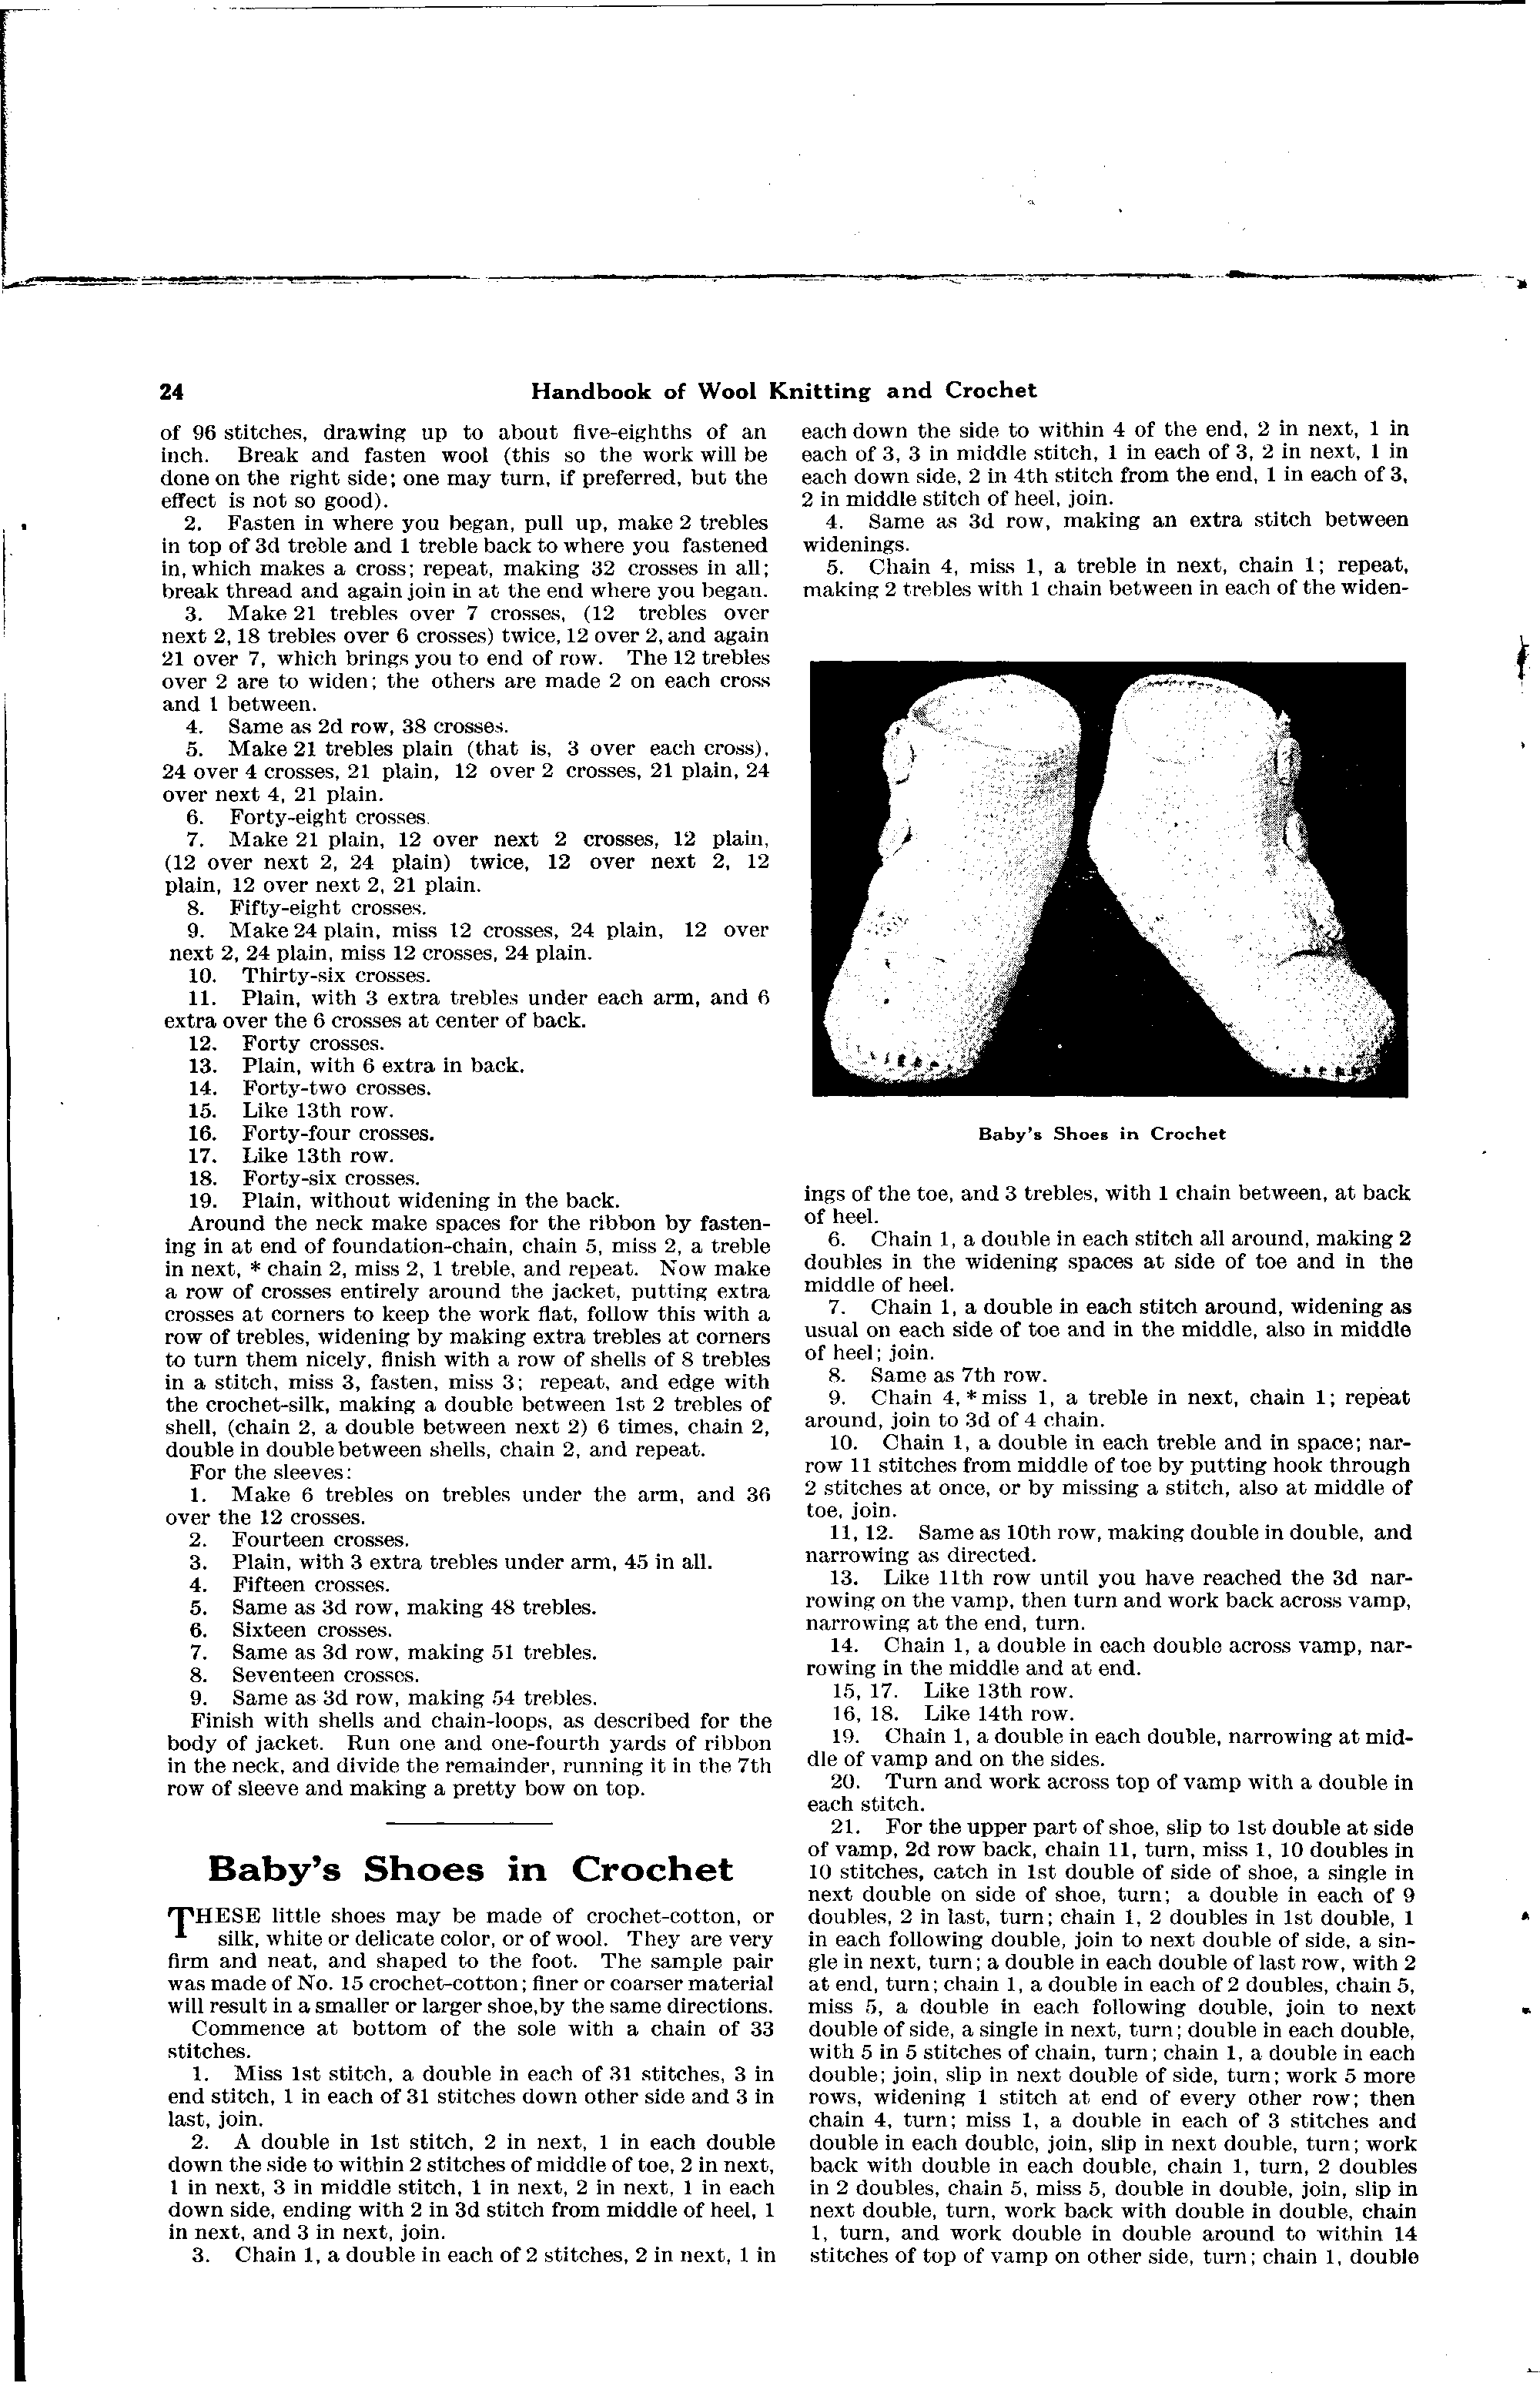 24
Handbook of Wool Knitting and Crochet
of 96 stitches, drawing up to about five-eighths of an
inch. Break and fasten wool (this so the work will be
done on the right side; one may turn, if preferred, but the
effect is not so good).
2. Fasten in where you began, pull up, make 2 trebles
in top of 3d treble and 1 treble back to where you fastened
in, which makes a cross; repeat, making 32 crosses in all;
break thread and again join in at the end where you began.
3. Make 21 trebles over 7 crosses, (12 trebles over
next 2, 18 trebles over 6 crosses) twice, 12 over 2, and again
21 over 7, which brings you to end of row. The 12 trebles
over 2 are to widen; the others are made 2 on each cross
and 1 between.
4. Same as 2d row, 38 crosses.
5. Make 21 trebles plain (that is, 3 over each cross),
24 over 4 crosses, 21 plain, 12 over 2 crosses, 21 plain, 24
over next 4, 21 plain.
6. Forty-eight crosses.
7. Make 21 plain, 12 over next 2 crosses, 12 plain,
(12 over next 2, 24 plain) twice, 12 over next 2, 12
plain, 12 over next 2, 21 plain.
8. Fifty-eight crosses.
9. Make 24 plain, miss 12 crosses, 24 plain, 12 over
next 2, 24 plain, miss 12 crosses, 24 plain.
10. Thirty-six crosses.
11. Plain, with 3 extra trebles under each arm, and 6
extra over the 6 crosses at center of back.
12. Forty crosses.
13. Plain, with 6 extra in back.
14. Forty-two crosses.
15. Like 13th row.
16. Forty-four crosses.
17. Like 13th row.
18. Forty-six crosses.
19. Plain, without widening in the back.
Around the neck make spaces for the ribbon by fasten-
ing in at end of foundation-chain, chain 5, miss 2, a treble
in next, * chain 2, miss 2, 1 treble, and repeat. Now make
a row of crosses entirely around the jacket, putting extra
crosses at corners to keep the work flat, follow this with a
row of trebles, widening by making extra trebles at corners
to turn them nicely, finish with a row of shells of 8 trebles
in a stitch, miss 3, fasten, miss 3; repeat, and edge with
the crochet-silk, making a double between 1st 2 trebles of
shell, (chain 2, a double between next 2) 6 times, chain 2,
double in double between shells, chain 2, and repeat.
For the sleeves:
1. Make 6 trebles on trebles under the arm, and 36
over the 12 crosses.
2. Fourteen crosses.
3. Plain, with 3 extra trebles under arm, 45 in all.
4. Fifteen crosses.
5. Same as 3d row, making 48 trebles.
6. Sixteen crosses.
7. Same as 3d row, making 51 trebles.
8. Seventeen crosses.
9. Same as 3d row, making 54 trebles.
Finish with shells and chain-loops, as described for the
body of jacket. Run one and one-fourth yards of ribbon
in the neck, and divide the remainder, running it in the 7th
row of sleeve and making a pretty bow on top.
Baby's Shoes in Crochet
THESE little shoes may be made of crochet-cotton, or
silk, white or delicate color, or of wool. They are very
firm and neat, and shaped to the foot. The sample pair
was made of No. 15 crochet-cotton; finer or coarser material
will result in a smaller or larger shoe, by the same directions.
Commence at bottom of the sole with a chain of 33
stitches.
1. Miss 1st stitch, a double in each of 31 stitches, 3 in
end stitch, 1 in each of 31 stitches down other side and 3 in
last, join.
2. A double in 1st stitch, 2 in next, 1 in each double
down the side to within 2 stitches of middle of toe, 2 in next,
1 in next, 3 in middle stitch, 1 in next, 2 in next, 1 in each
down side, ending with 2 in 3d stitch from middle of heel, 1
in next, and 3 in next, join.
3. Chain 1, a double in each of 2 stitches, 2 in next, 1 in
each down the side to within 4 of the end, 2 in next, 1 in
each of 3, 3 in middle stitch, 1 in each of 3, 2 in next, 1 in
each down side, 2 in 4th stitch from the end, 1 in each of 3,
2 in middle stitch of heel, join.
4. Same as 3d row, making an extra stitch between
widenings.
5. Chain 4, miss 1, a treble in next, chain 1; repeat,
making 2 trebles with 1 chain between in each of the widen-
Baby's Shoes in Crochet
ings of the toe, and 3 trebles, with 1 chain between, at back
of heel.
6. Chain 1, a double in each stitch all around, making 2
doubles in the widening spaces at side of toe and in the
middle of heel.
7. Chain 1, a double in each stitch around, widening as
usual on each side of toe and in the middle, also in middle
of heel; join.
8. Same as 7th row.
9. Chain 4, * miss 1, a treble in next, chain 1; repeat
around, join to 3d of 4 chain.
10. Chain 1, a double in each treble and in space; nar-
row 11 stitches from middle of toe by putting hook through
2 stitches at once, or by missing a stitch, also at middle of
toe, join.
11, 12. Same as 10th row, making double in double, and
narrowing as directed.
13. Like 11th row until you have reached the 3d nar-
rowing on the vamp, then turn and work back across vamp,
narrowing at the end, turn.
14. Chain 1, a double in each double across vamp, nar-
rowing in the middle and at end.
15, 17. Like 13th row.
16, 18. Like 14th row.
19. Chain 1, a double in each double, narrowing at mid-
dle of vamp and on the sides.
20. Turn and work across top of vamp with a double in
each stitch.
21. For the upper part of shoe, slip to 1st double at side
of vamp, 2d row back, chain 11, turn, miss 1, 10 doubles in
10 stitches, catch in 1st double of side of shoe, a single in
next double on side of shoe, turn; a double in each of 9
doubles, 2 in last, turn; chain 1, 2 doubles in 1st double, 1
in each following double, join to next double of side, a sin-
gle in next, turn; a double in each double of last row, with 2
at end, turn; chain 1, a double in each of 2 doubles, chain 5,
miss 5, a double in each following double, join to next
double of side, a single in next, turn; double in each double,
with 5 in 5 stitches of chain, turn; chain 1, a double in each
double; join, slip in next double of side, turn; work 5 more
rows, widening 1 stitch at end of every other row; then
chain 4, turn; miss 1, a double in each of 3 stitches and
double in each double, join, slip in next double, turn; work
back with double in each double, chain 1, turn, 2 doubles
in 2 doubles, chain 5, miss 5, double in double, join, slip in
next double, turn, work back with double in double, chain
1, turn, and work double in double around to within 14
stitches of top of vamp on other side, turn; chain 1, double